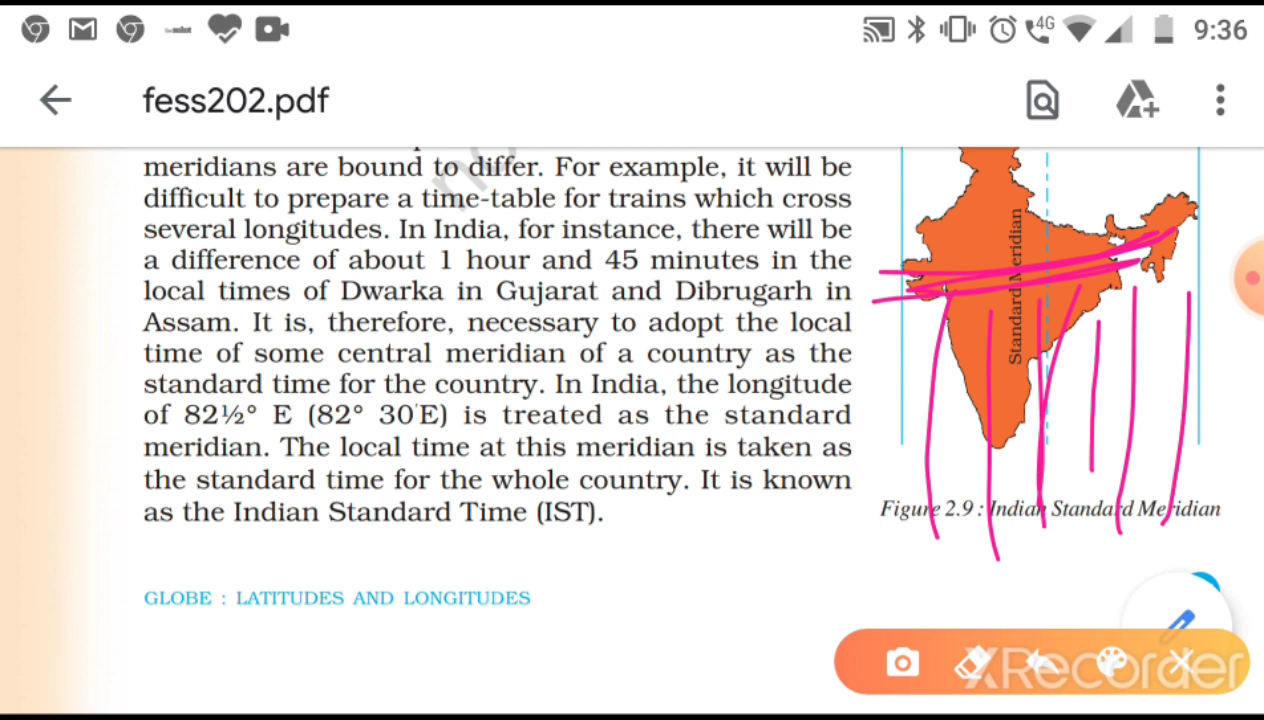 4G
9:36
fess202.pdf
meridians are bound to differ. For example, it will be
difficult to prepare a time-table for trains which cross
several longitudes. In India, for instance, there will be
a difference of about 1 hour and 45 minutes in the
local times of Dwarka in Gujarat and Dibrugarh in
Assam. It is, therefore, necessary to adopt the local
time of some central meridian of a country as the
standard time for the country. In India, the longitude
of 82½° E (82° 30'E) is treated as the standard
meridian. The local time at this meridian is taken as
the standard time for the whole country. It is known
as the Indian Standard Time (IST).
Standard Meridian
Figure 2.9 : Indian Standard Meridian
GLOBE : LATITUDES AND LONGITUDES
XRecorder